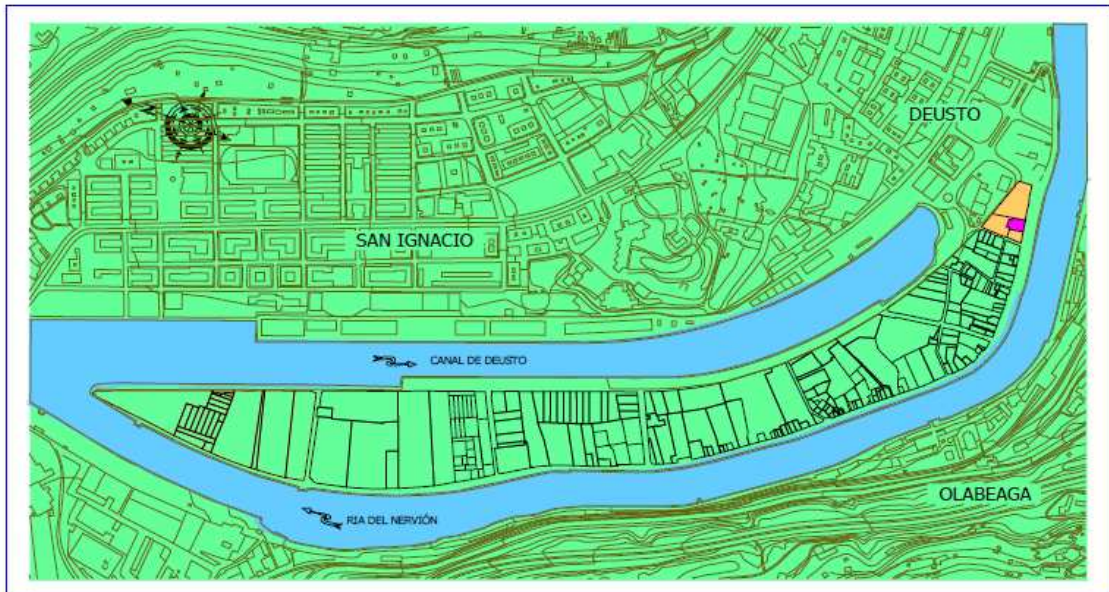 DEUSTO
SAN IGNACIO
CANAL DE DEUSTO
OLABEAGA
RIA DEL NERVIÓN